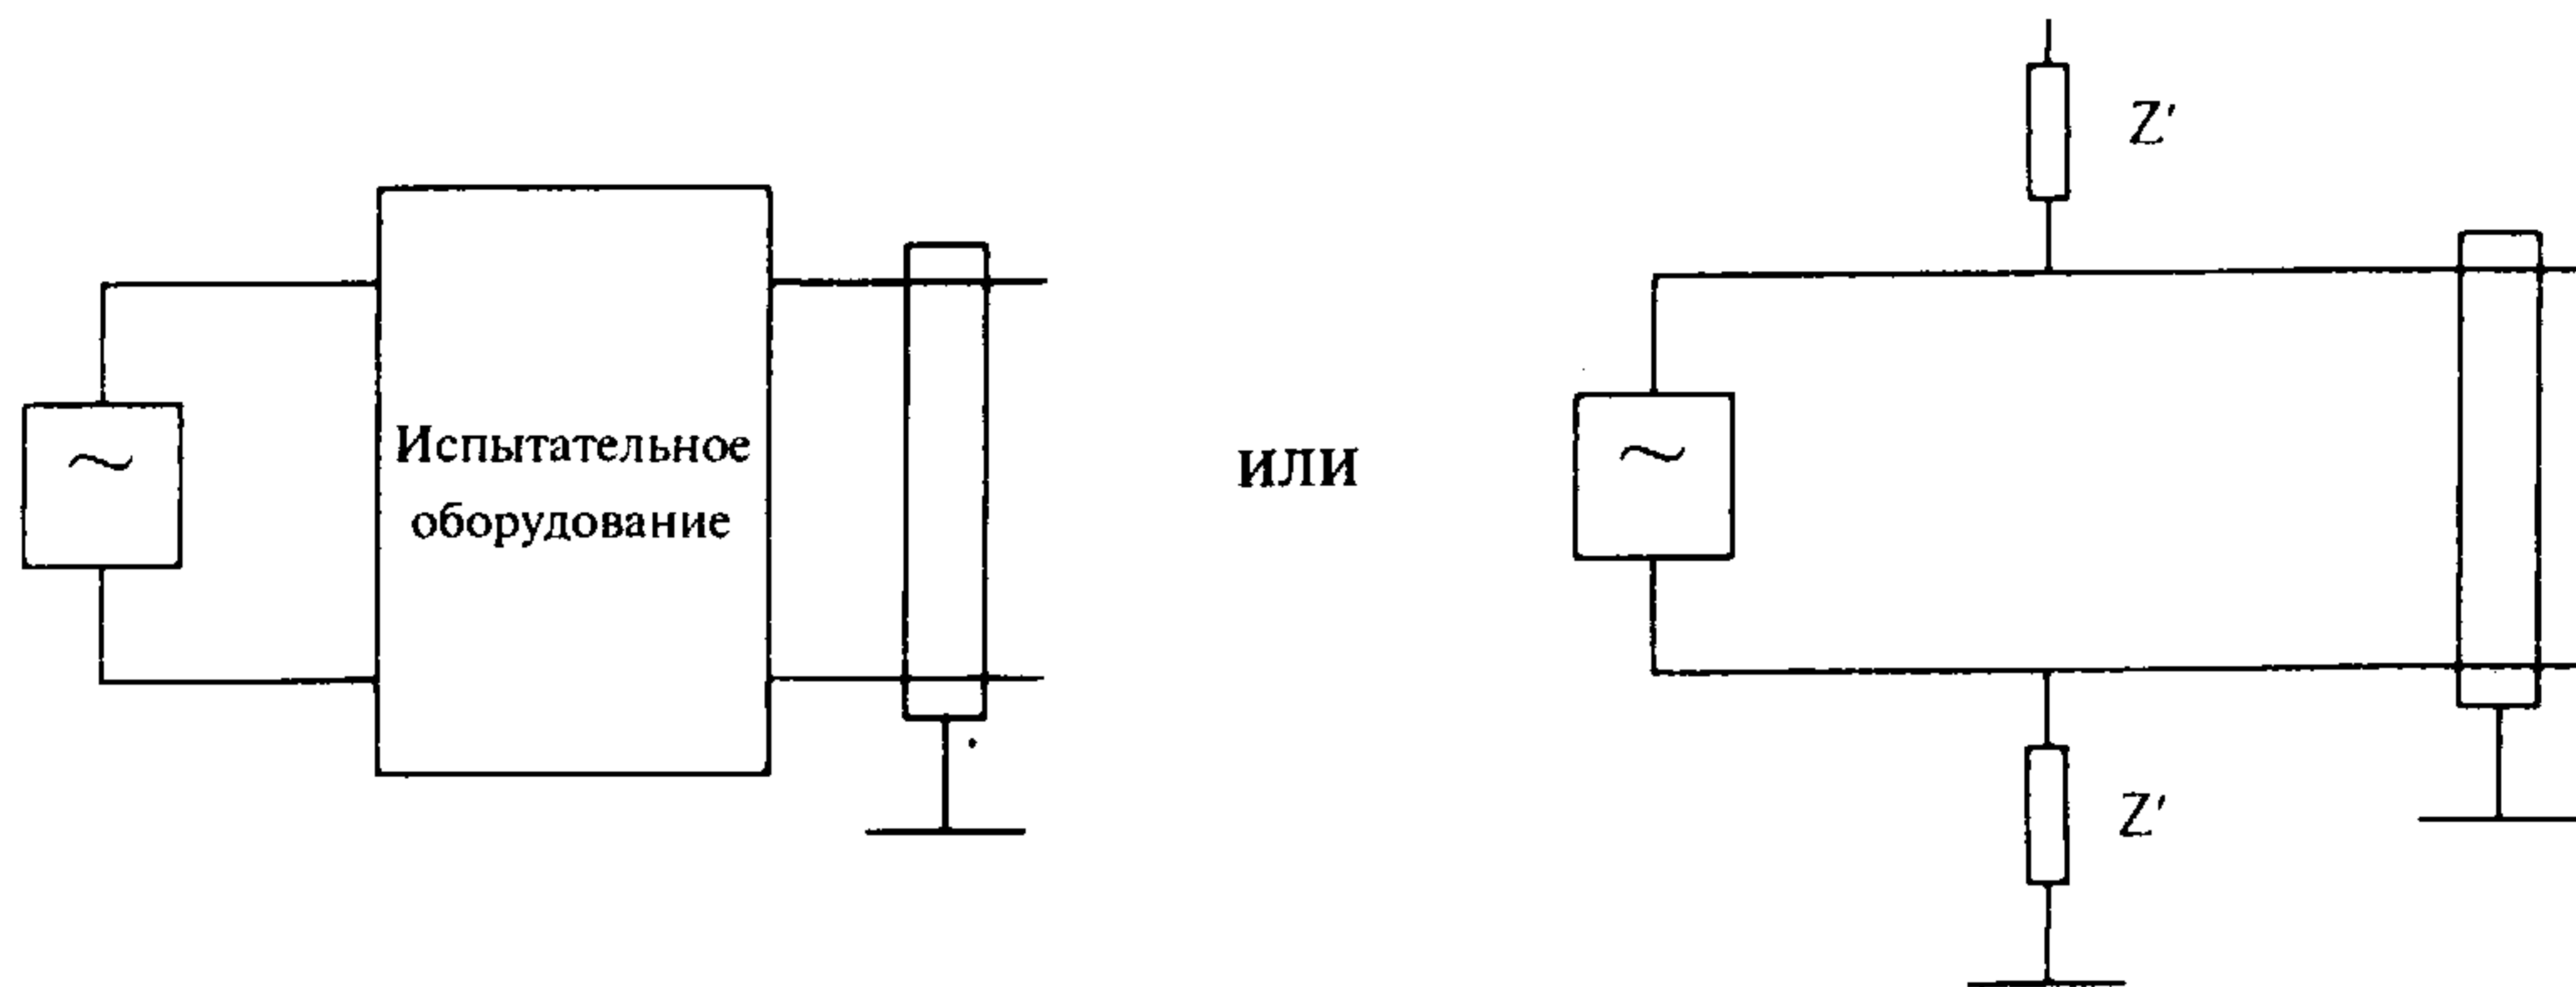 Z'
Испытательное
оборудование
или
Z'